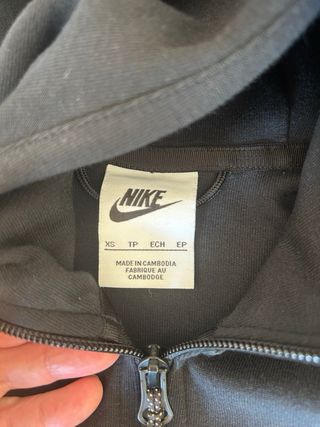 NIKE
XS TP ECH EP
MADE IN CAMBODIA
FABRIQUE AU
CAMBODGE